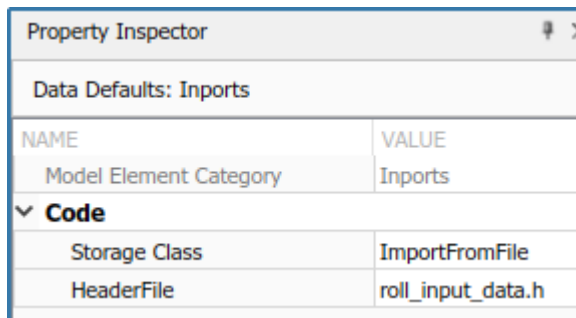 Property Inspector
Data Defaults: Inports
NAME VALUE
Model Element Category Inports
Code
Storage Class ImportFromFile
HeaderFile roll_input_data.h